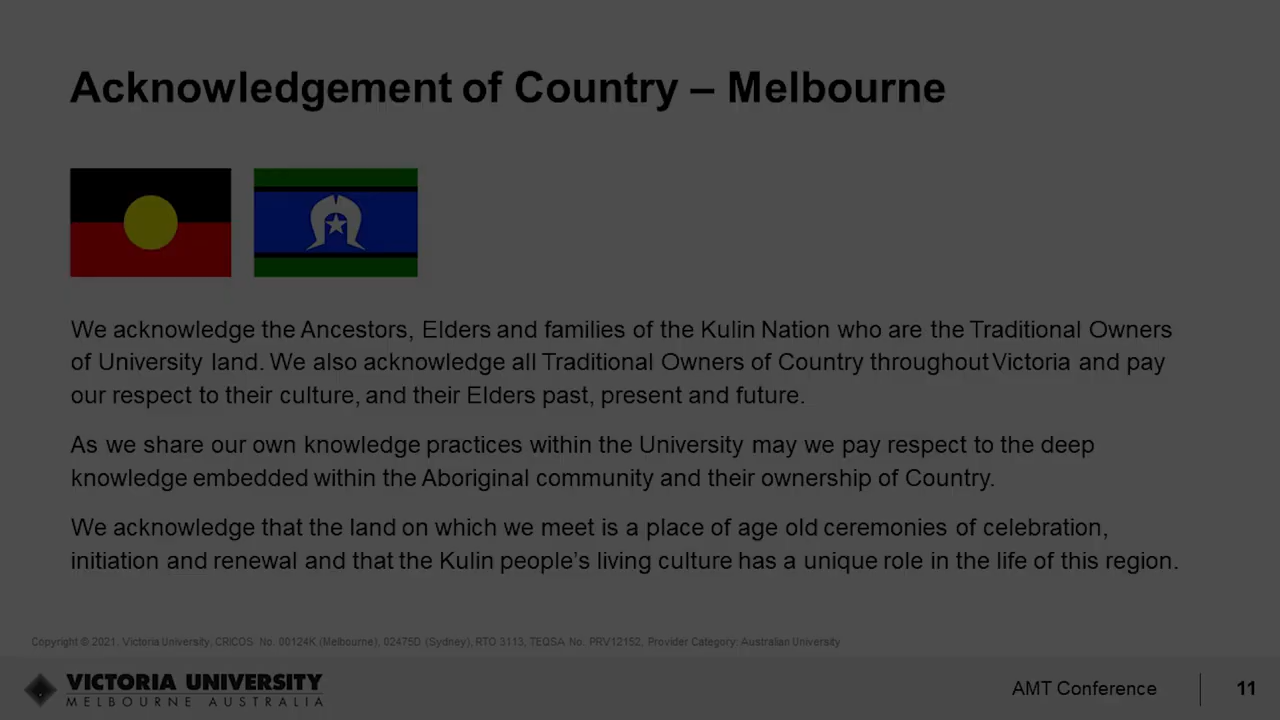 Acknowledgement of Country – Melbourne
We acknowledge the Ancestors, Elders and families of the Kulin Nation who are the Traditional Owners
of University land. We also acknowledge all Traditional Owners of Country throughout Victoria and pay
our respect to their culture, and their Elders past, present and future.
As we share our own knowledge practices within the University may we pay respect to the deep
knowledge embedded within the Aboriginal community and their ownership of Country.
We acknowledge that the land on which we meet is a place of age old ceremonies of celebration,
initiation and renewal and that the Kulin people's living culture has a unique role in the life of this region.
Copyright © 2021. Victoria University, CRICOS No. 00124K (Melbourne), 02475D (Sydney), RTO 3113, TEQSA No. PRV12152, Provider Category: Australian University
VICTORIA UNIVERSITY
MELBOURNE AUSTRALIA
AMT Conference
11